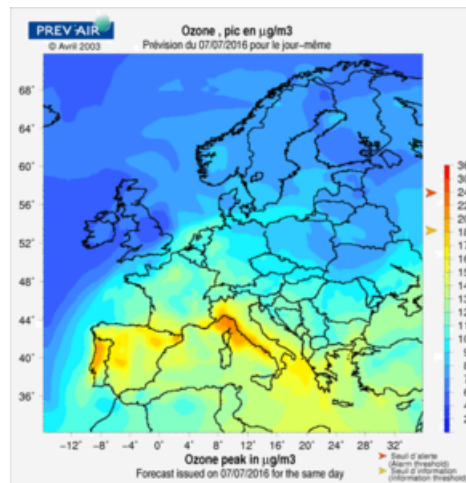 PREV'AIR
© Avril 2003
Ozone , pic en µg/m3
Prévision du 07/07/2016 pour le jour-même
68°
64°
60°
56°
52°
48°
44°
40°
36°
-12° -8° -4° 0° 4° 8° 12° 16° 20° 24° 28° 32°
Ozone peak in µg/m3
Forecast issued on 07/07/2016 for the same day
Seuil d'alerte
(Alarm threshold)
Seuil d'information
(Information threshold)